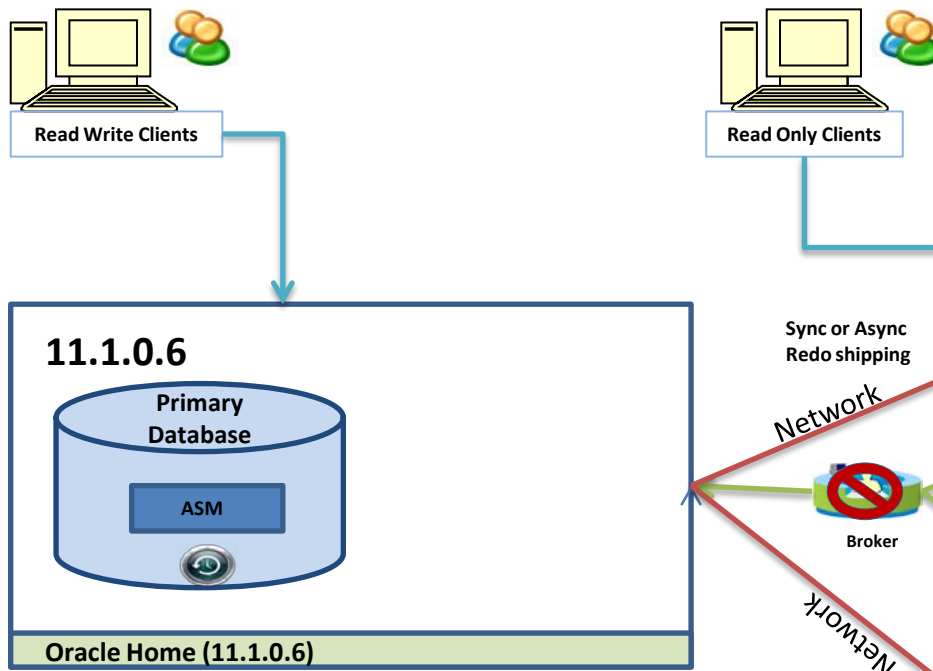 Read Write Clients
Read Only Clients
Sync or Async
Redo shipping
11.1.0.6
Primary
Database
ASM
Network
Broker
Network
Oracle Home (11.1.0.6)